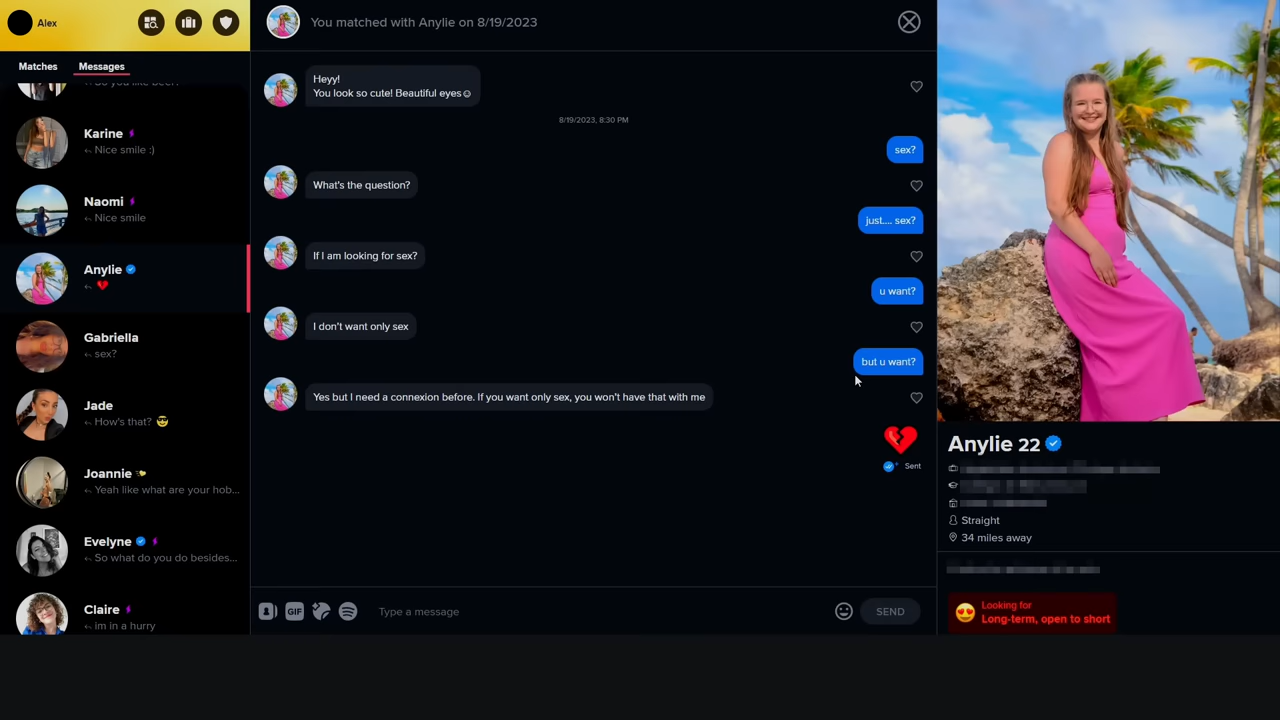 Alex
Matches
Messages
So you like beer?
Karine
Nice smile :)
Naomi
Nice smile
Anylie
💔
Gabriella
sex?
Jade
How's that? 😎
Joannie
Yeah like what are your hob...
Evelyne
So what do you do besides...
Claire
im in a hurry
You matched with Anylie on 8/19/2023
Heyy!
You look so cute! Beautiful eyes☺
8/19/2023, 8:30 PM
sex?
What's the question?
just.... sex?
If I am looking for sex?
u want?
I don't want only sex
but u want?
Yes but I need a connexion before. If you want only sex, you won't have that with me
💔
Sent
GIF
Type a message
SEND
Anylie 22
Straight
34 miles away
Looking for
Long-term, open to short